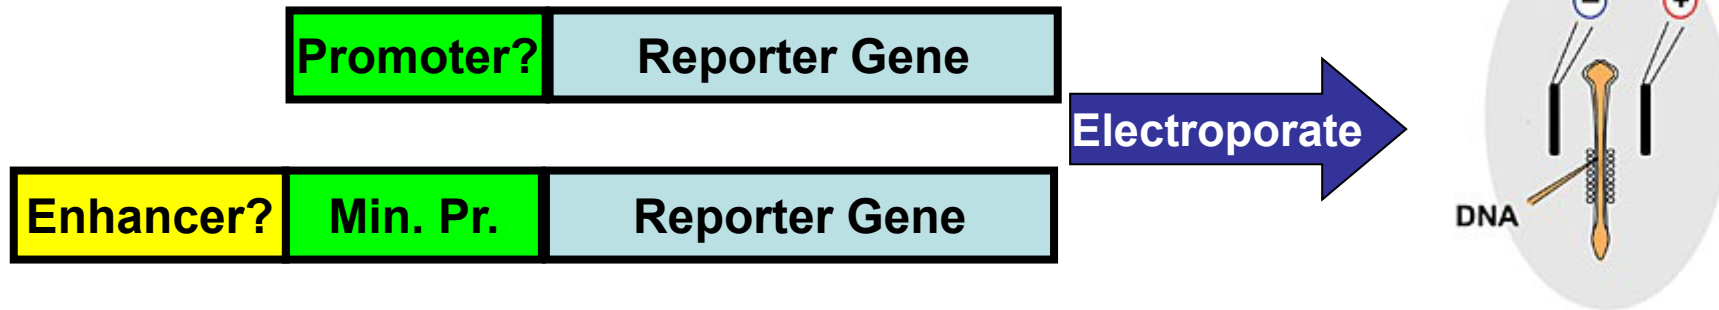 Promoter? Reporter Gene
Electroporate
Enhancer? Min. Pr. Reporter Gene
− +
DNA